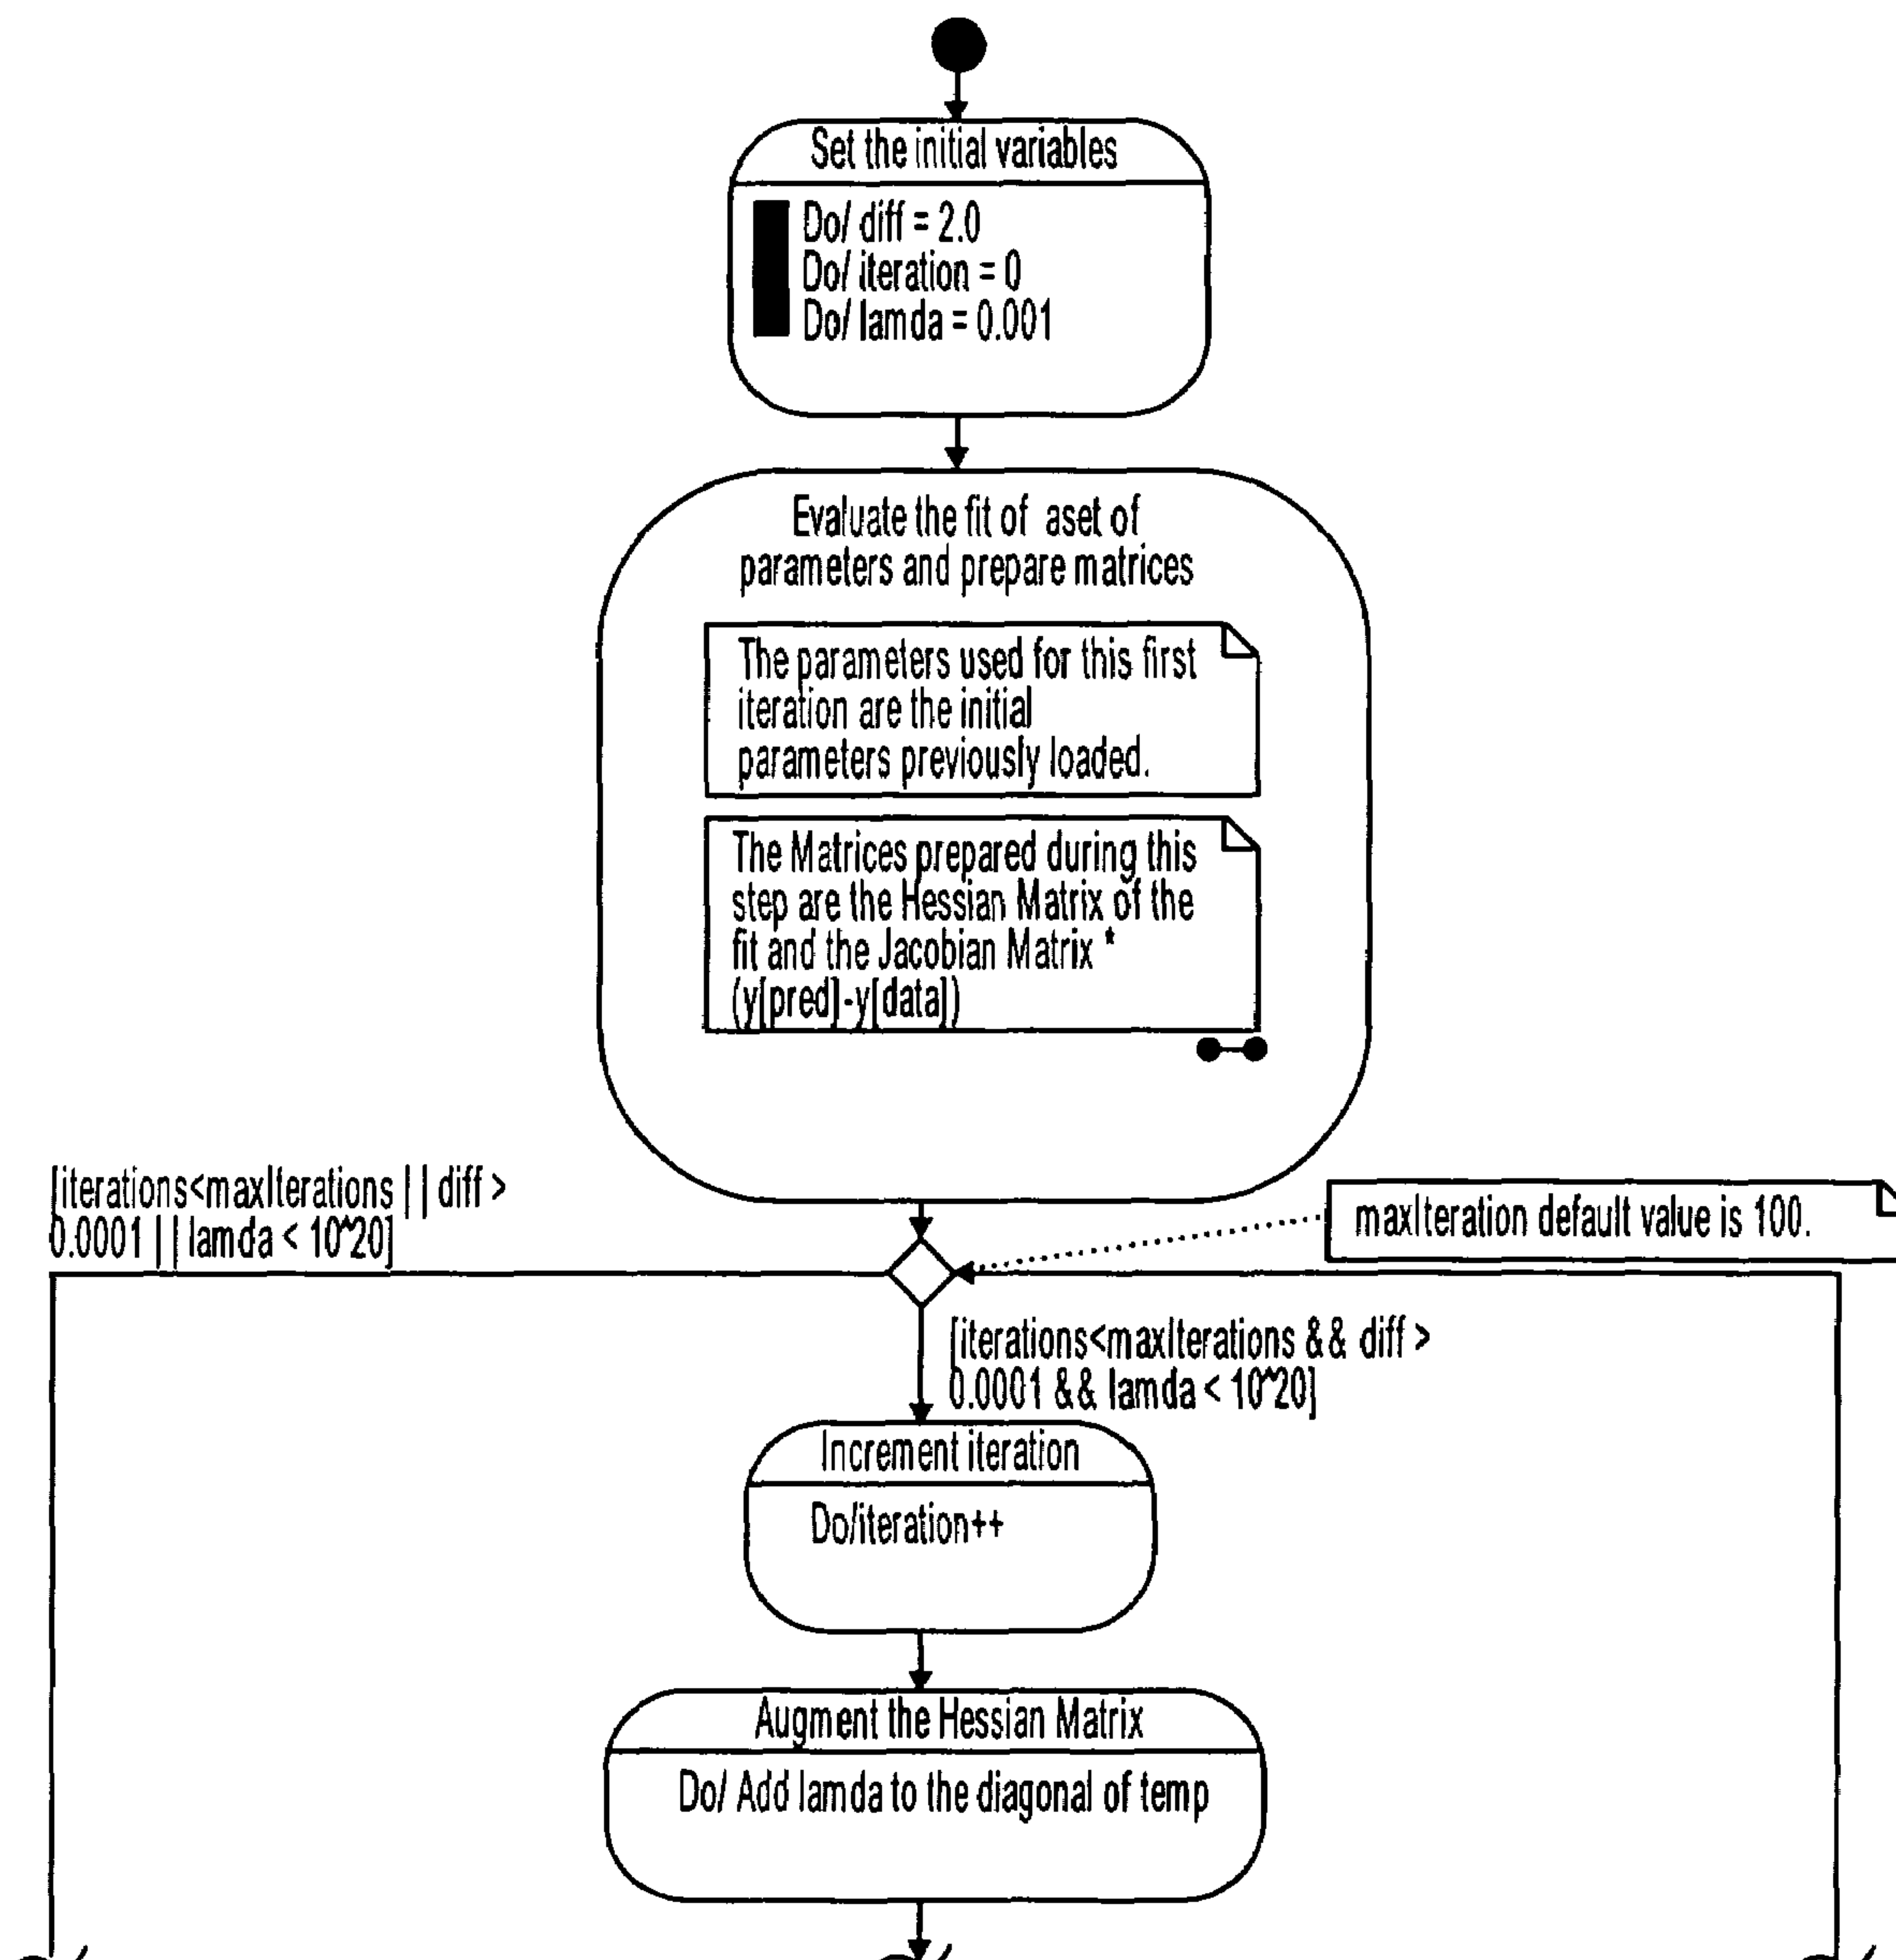 Set the initial variables
Do/ diff = 2.0
Do/ iteration = 0
Do/ lamda = 0.001
Evaluate the fit of aset of
parameters and prepare matrices
The parameters used for this first
iteration are the initial
parameters previously loaded.
The Matrices prepared during this
step are the Hessian Matrix of the
fit and the Jacobian Matrix *
(y[pred]-y[data])
[iterations<maxIterations || diff >
0.0001 || lamda < 10^20]
maxIteration default value is 100.
[iterations<maxIterations && diff >
0.0001 && lamda < 10^20]
Increment iteration
Do/iteration++
Augment the Hessian Matrix
Do/ Add lamda to the diagonal of temp